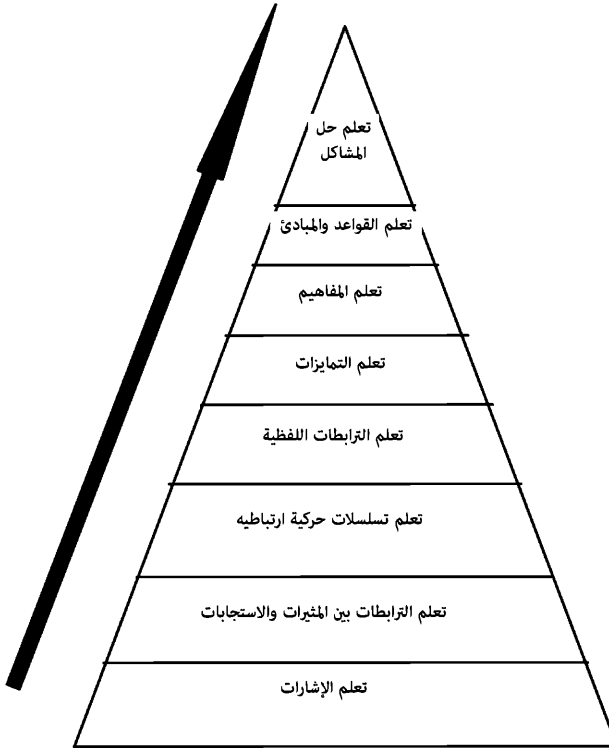 تعلم حل
المشاكل
تعلم القواعد والمبادئ
تعلم المفاهيم
تعلم التمايزات
تعلم الترابطات اللفظية
تعلم تسلسلات حركية ارتباطيه
تعلم الترابطات بين المثيرات والاستجابات
تعلم الإشارات